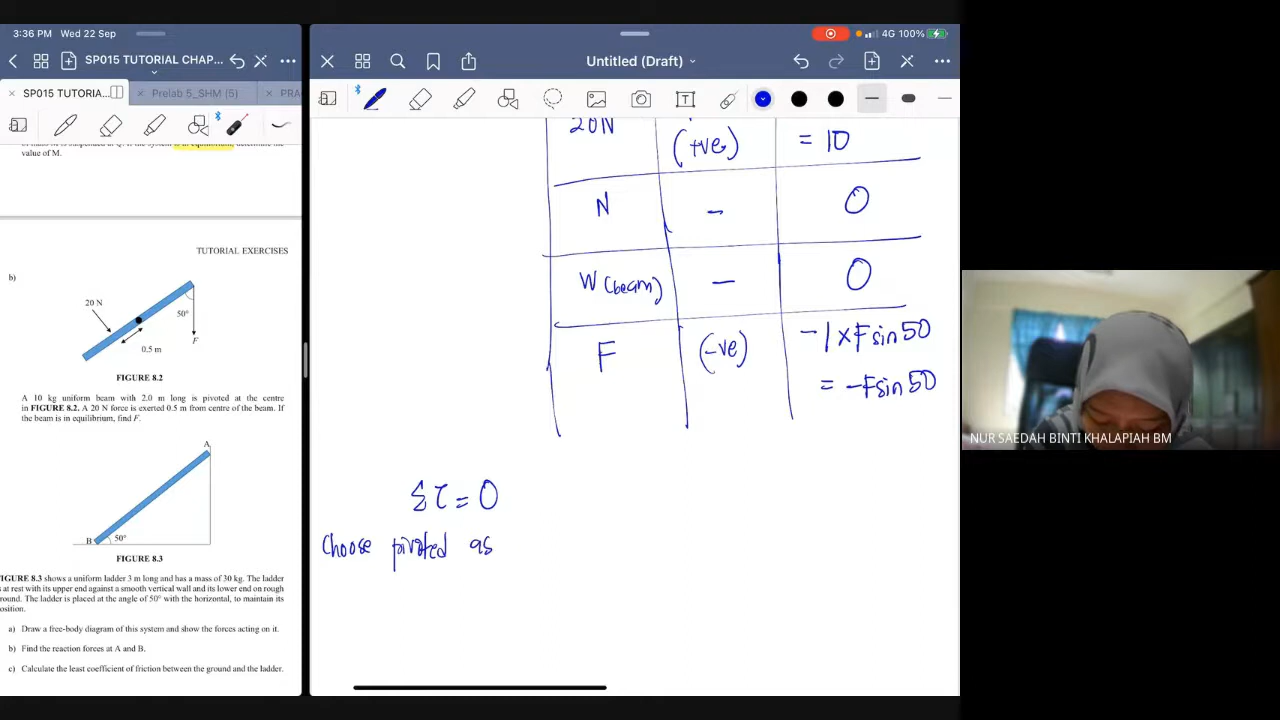 3:36 PM Wed 22 Sep
4G 100%
SP015 TUTORIAL CHAP...
Untitled (Draft)
SP015 TUTORIA...
Prelab 5_SHM (5)
PRA
value of M.
TUTORIAL EXERCISES
b)
20 N
50°
F
0.5 m
FIGURE 8.2
A 10 kg uniform beam with 2.0 m long is pivoted at the centre
in FIGURE 8.2. A 20 N force is exerted 0.5 m from centre of the beam. If
the beam is in equilibrium, find F.
A
B
50°
FIGURE 8.3
FIGURE 8.3 shows a uniform ladder 3 m long and has a mass of 30 kg. The ladder
at rest with its upper end against a smooth vertical wall and its lower end on rough
round. The ladder is placed at the angle of 50° with the horizontal, to maintain its
osition.
a) Draw a free-body diagram of this system and show the forces acting on it.
b) Find the reaction forces at A and B.
c) Calculate the least coefficient of friction between the ground and the ladder.
20N (+ve) = 10
N - 0
W(beam) - 0
F (-ve) -1 x Fsin50
= -Fsin50
Στ = 0
Choose pivoted as
NUR SAEDAH BINTI KHALAPIAH BM